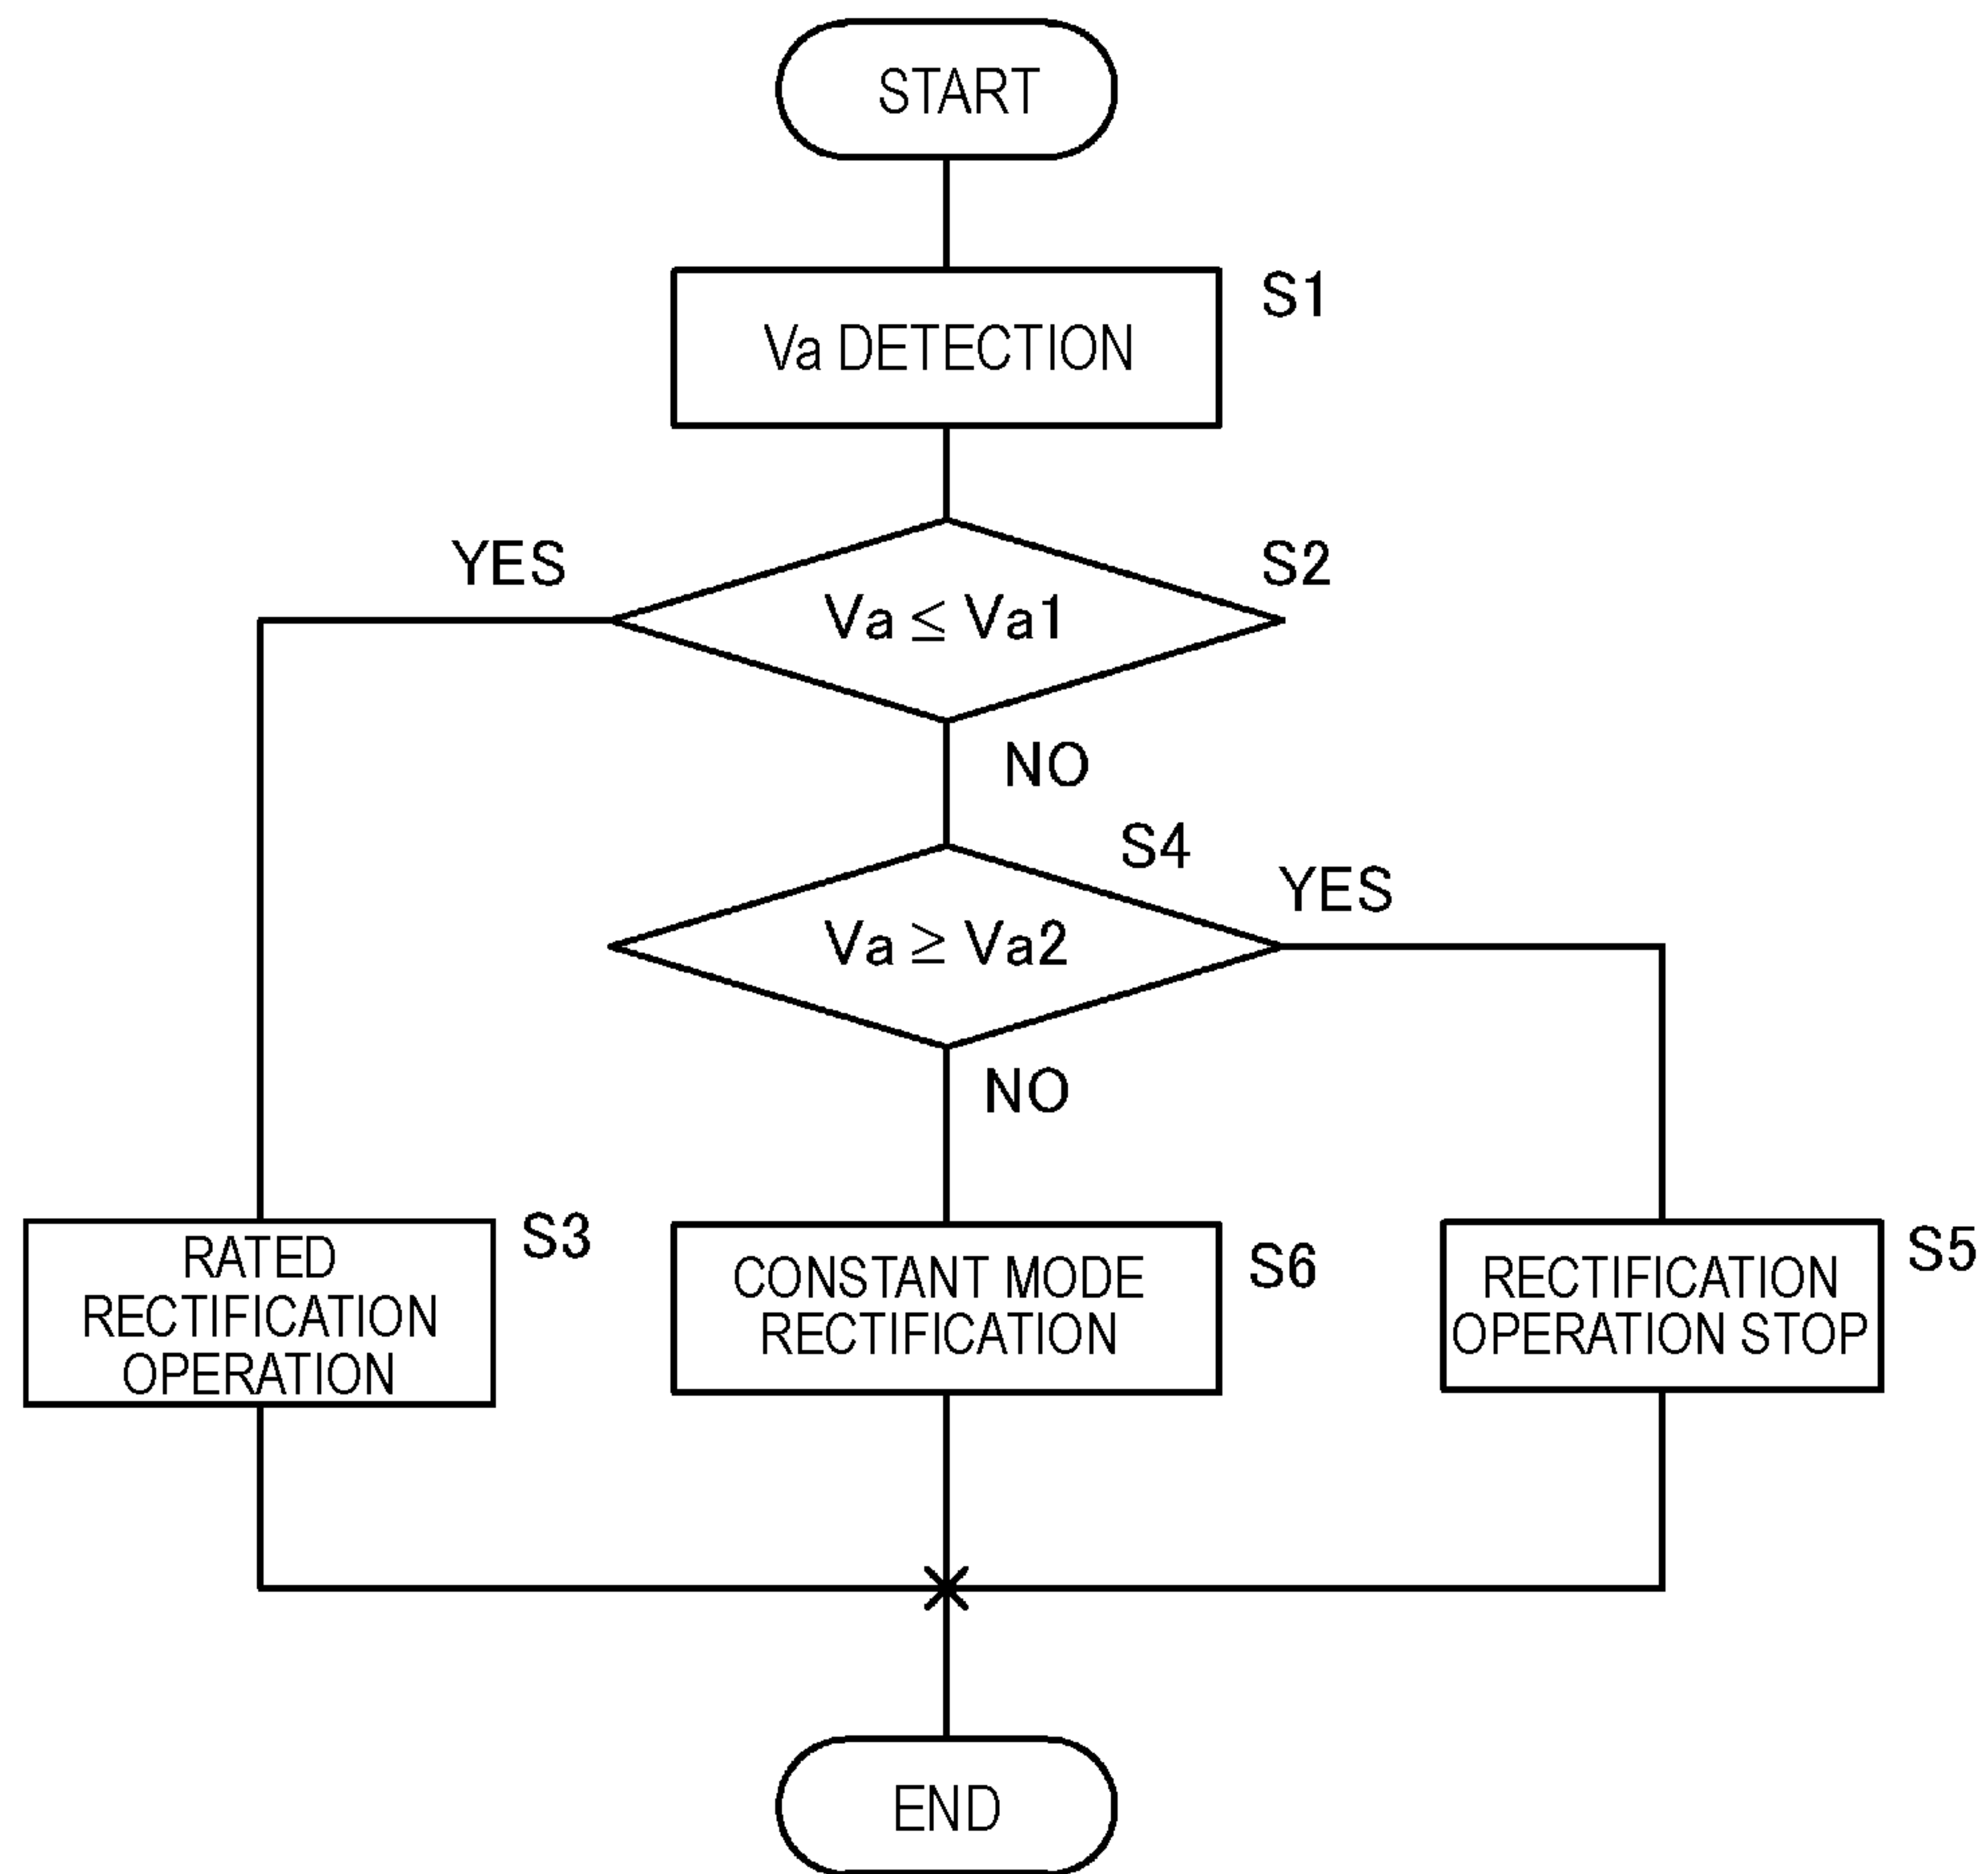 START
S1
Va DETECTION
YES
S2
Va ≦ Va1
NO
S4
YES
Va ≧ Va2
NO
S3
RATED
RECTIFICATION
OPERATION
S6
CONSTANT MODE
RECTIFICATION
S5
RECTIFICATION
OPERATION STOP
END